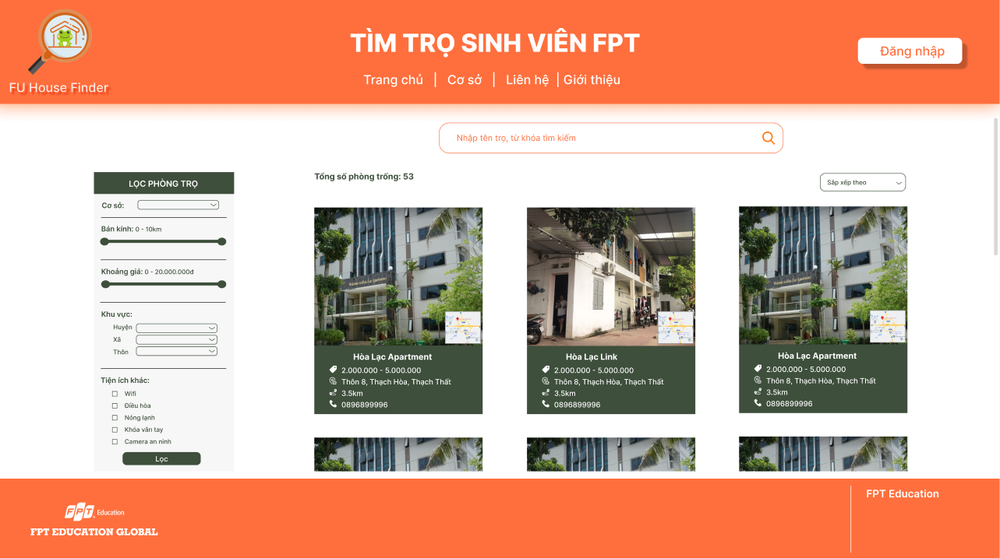 FU House Finder
TÌM TRỌ SINH VIÊN FPT
Trang chủ | Cơ sở | Liên hệ | Giới thiệu
Đăng nhập
Nhập tên trọ, từ khóa tìm kiếm
LỌC PHÒNG TRỌ
Cơ sở:
Bán kính: 0 - 10km
Khoảng giá: 0 - 20.000.000đ
Khu vực:
Huyện
Xã
Thôn
Tiện ích khác:
Wifi
Điều hòa
Nóng lạnh
Khóa vân tay
Camera an ninh
Lọc
Tổng số phòng trống: 53
Sắp xếp theo
Hòa Lạc Apartment
2.000.000 - 5.000.000
Thôn 8, Thạch Hòa, Thạch Thất
3.5km
0896899996
Hòa Lạc Link
2.000.000 - 5.000.000
Thôn 8, Thạch Hòa, Thạch Thất
3.5km
0896899996
Hòa Lạc Apartment
2.000.000 - 5.000.000
Thôn 8, Thạch Hòa, Thạch Thất
3.5km
0896899996
FPT Education
FPT EDUCATION GLOBAL
FPT Education